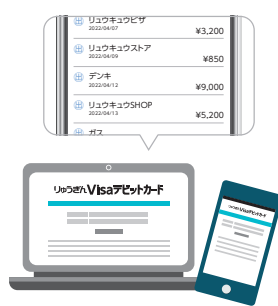 リュウキュウピザ
2022/04/07
¥3,200
リュウキュウストア
2022/04/09
¥850
デンキ
2022/04/12
¥9,000
リュウキュウSHOP
2022/04/13
¥5,200
ガス
りゅうぎんVisaデビットカード
りゅうぎんVisaデビットカード